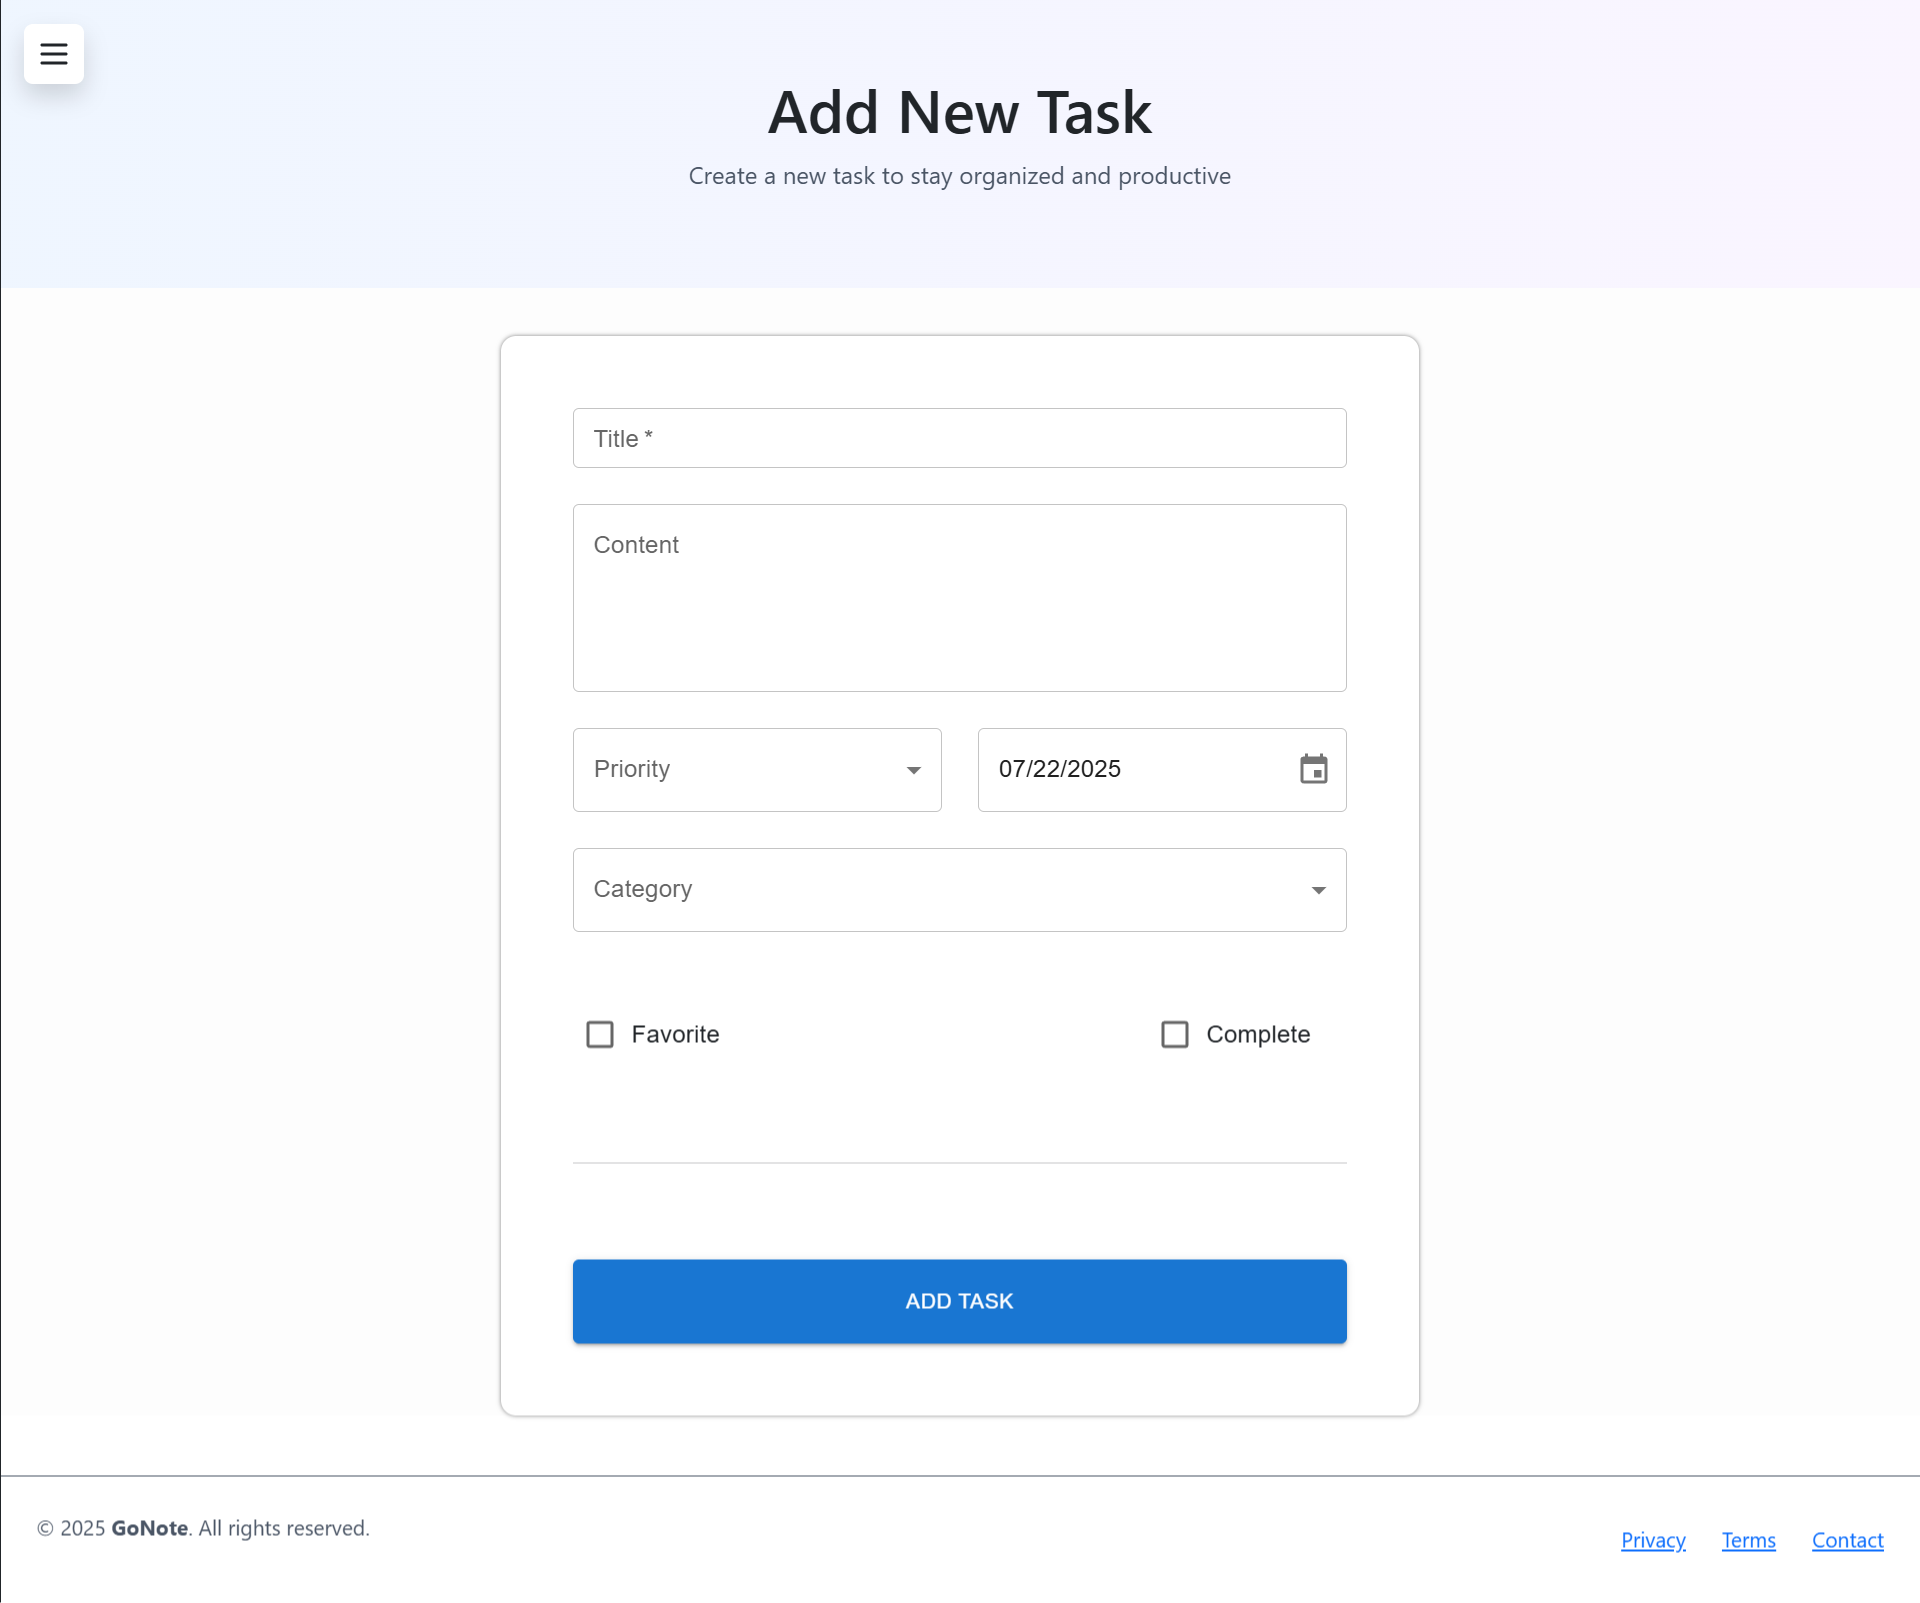 Add New Task
Create a new task to stay organized and productive
Title *
Content
Priority
07/22/2025
Category
Favorite
Complete
ADD TASK
© 2025 GoNote. All rights reserved.
Privacy
Terms
Contact